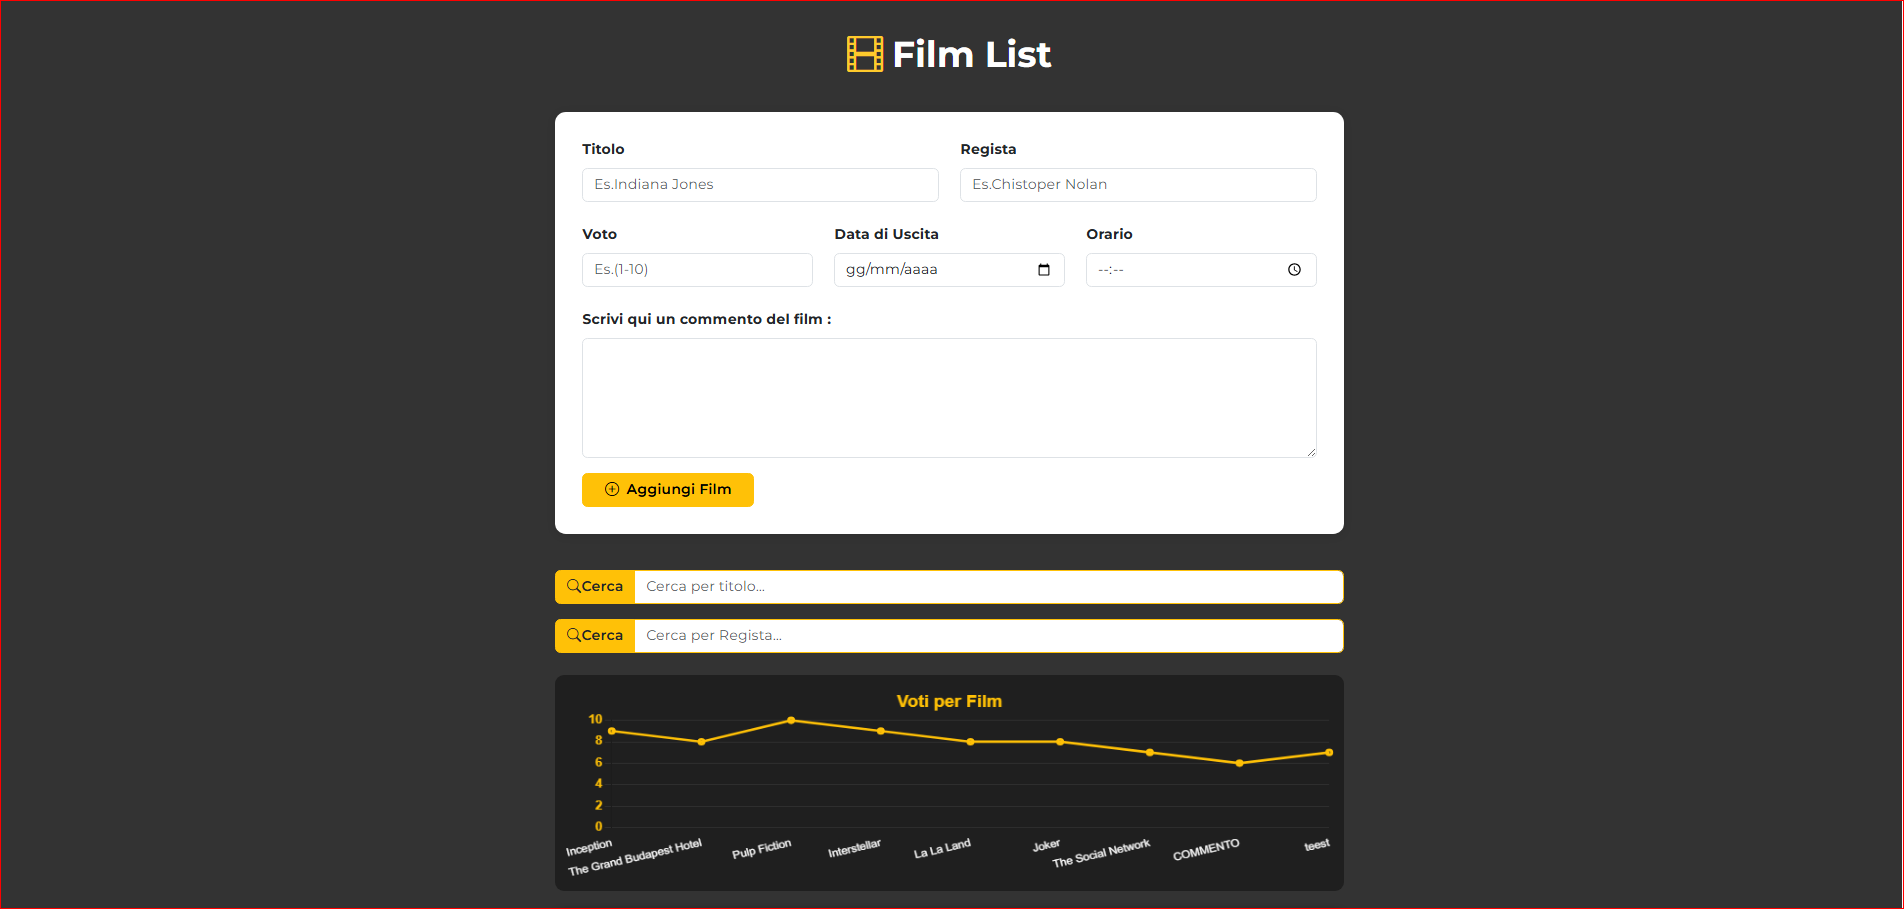 Film List
Titolo
Regista
Es.Indiana Jones
Es.Chistoper Nolan
Voto
Data di Uscita
Orario
Es.(1-10)
gg/mm/aaaa
--:--
Scrivi qui un commento del film :
Aggiungi Film
Cerca
Cerca per titolo...
Cerca
Cerca per Regista...
Voti per Film
10
8
6
4
2
0
Inception
The Grand Budapest Hotel
Pulp Fiction
Interstellar
La La Land
Joker
The Social Network
COMMENTO
teest